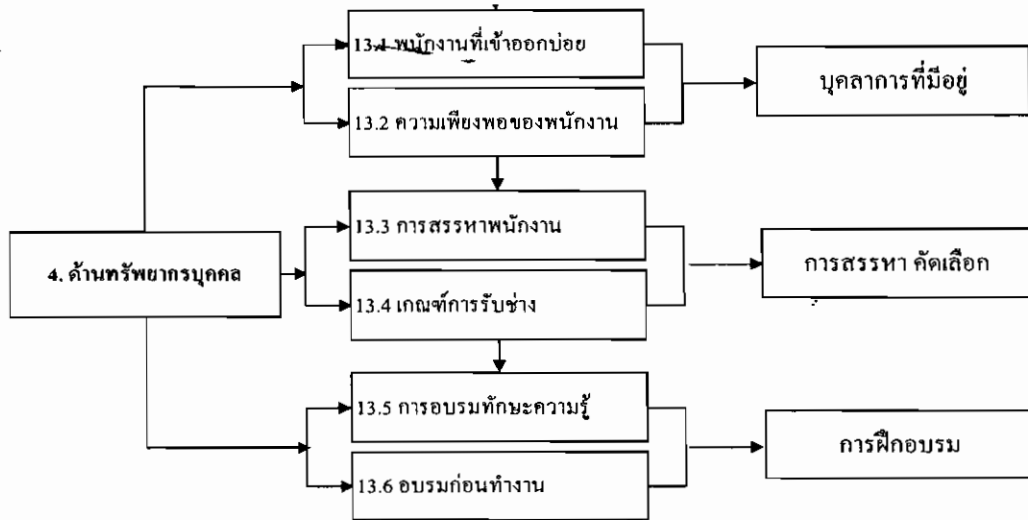 13.1 พนักงานที่เข้าออกบ่อย
บุคลาการที่มีอยู่
13.2 ความเพียงพอของพนักงาน
13.3 การสรรหาพนักงาน
4. ด้านทรัพยากรบุคคล
การสรรหา คัดเลือก
13.4 เกณฑ์การรับช่าง
13.5 การอบรมทักษะความรู้
การฝึกอบรม
13.6 อบรมก่อนทำงาน